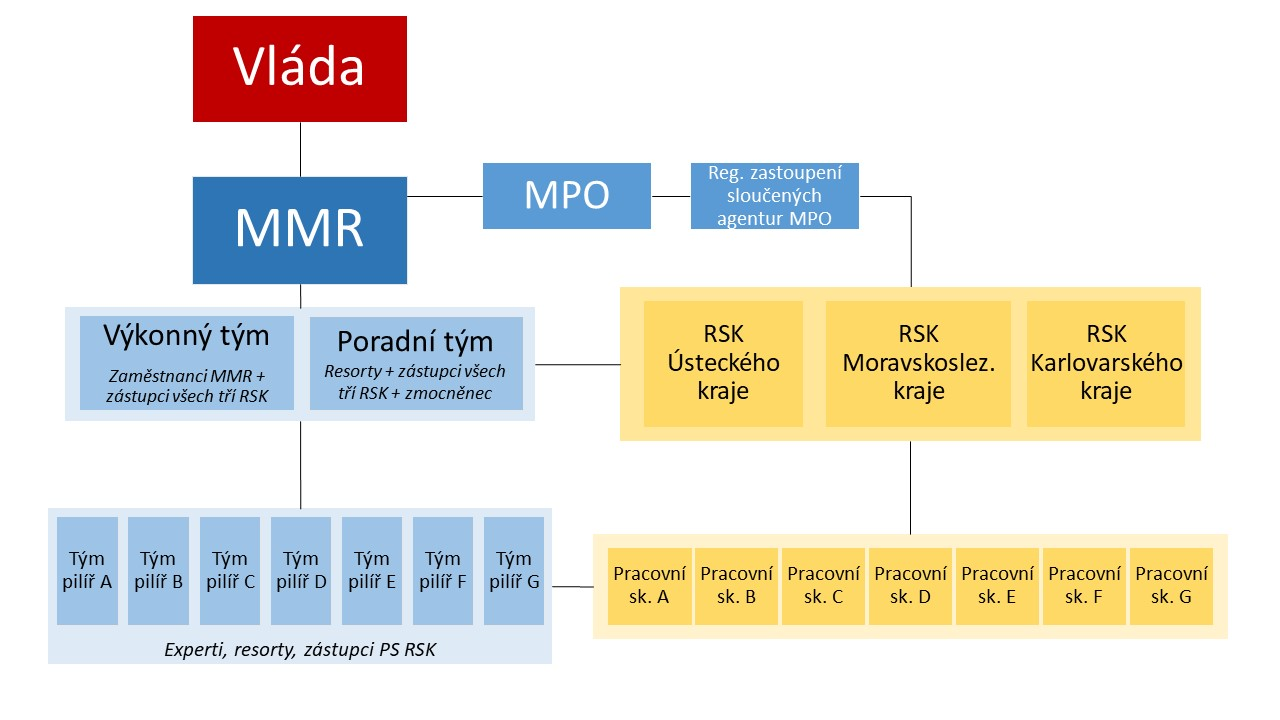 Vláda
MMR
MPO
Reg. zastoupení
sloučených
agentur MPO
Výkonný tým
Zaměstnanci MMR +
zástupci všech tří RSK
Poradní tým
Resorty + zástupci všech
tří RSK + zmocněnec
RSK
Ústeckého
kraje
RSK
Moravskoslez.
kraje
RSK
Karlovarského
kraje
Tým
pilíř A
Tým
pilíř B
Tým
pilíř C
Tým
pilíř D
Tým
pilíř E
Tým
pilíř F
Tým
pilíř G
Experti, resorty, zástupci PS RSK
Pracovní
sk. A
Pracovní
sk. B
Pracovní
sk. C
Pracovní
sk. D
Pracovní
sk. E
Pracovní
sk. F
Pracovní
sk. G